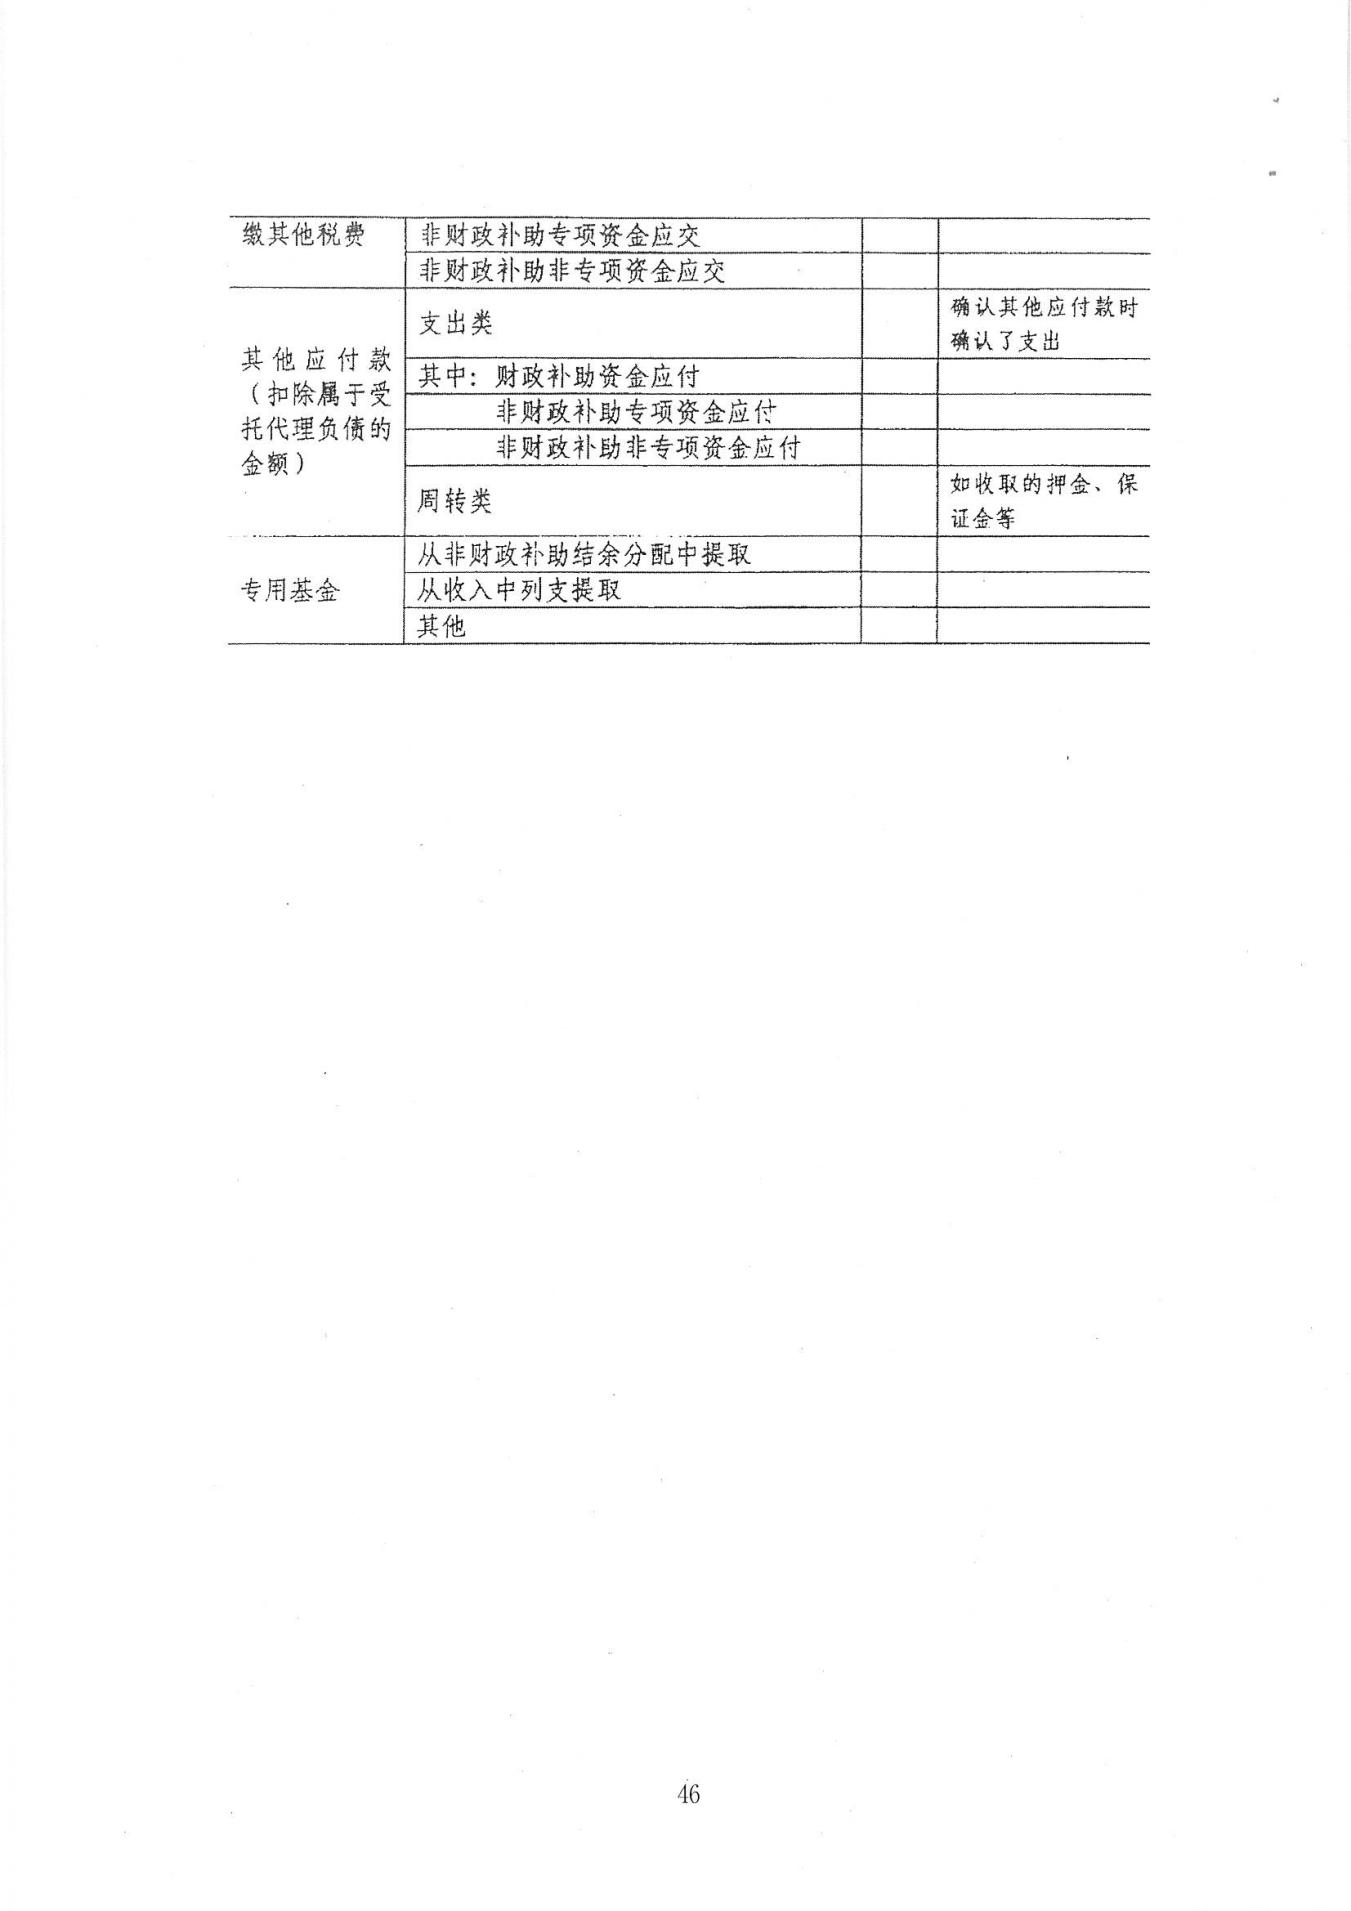 缴其他税费
非财政补助专项资金应交
非财政补助非专项资金应交
其他应付款
（扣除属于受
托代理负债的
金额）
支出类
确认其他应付款时
确认了支出
其中：财政补助资金应付
非财政补助专项资金应付
非财政补助非专项资金应付
周转类
如收取的押金、保
证金等
专用基金
从非财政补助结余分配中提取
从收入中列支提取
其他
46